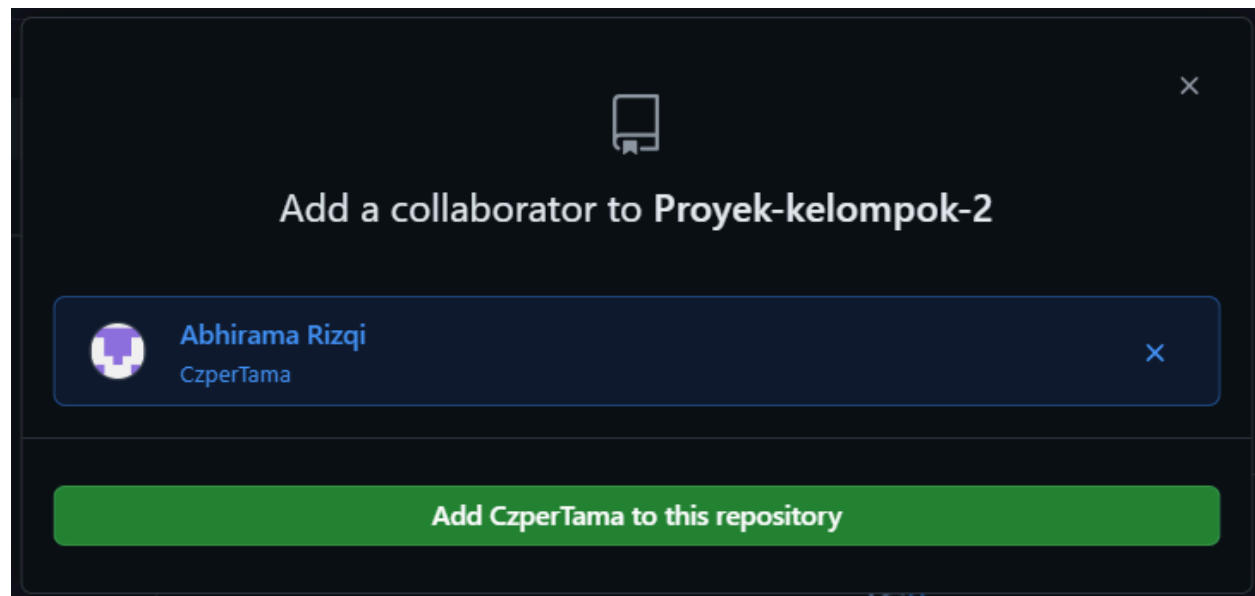 Add a collaborator to Proyek-kelompok-2
Abhirama Rizqi
CzperTama
Add CzperTama to this repository